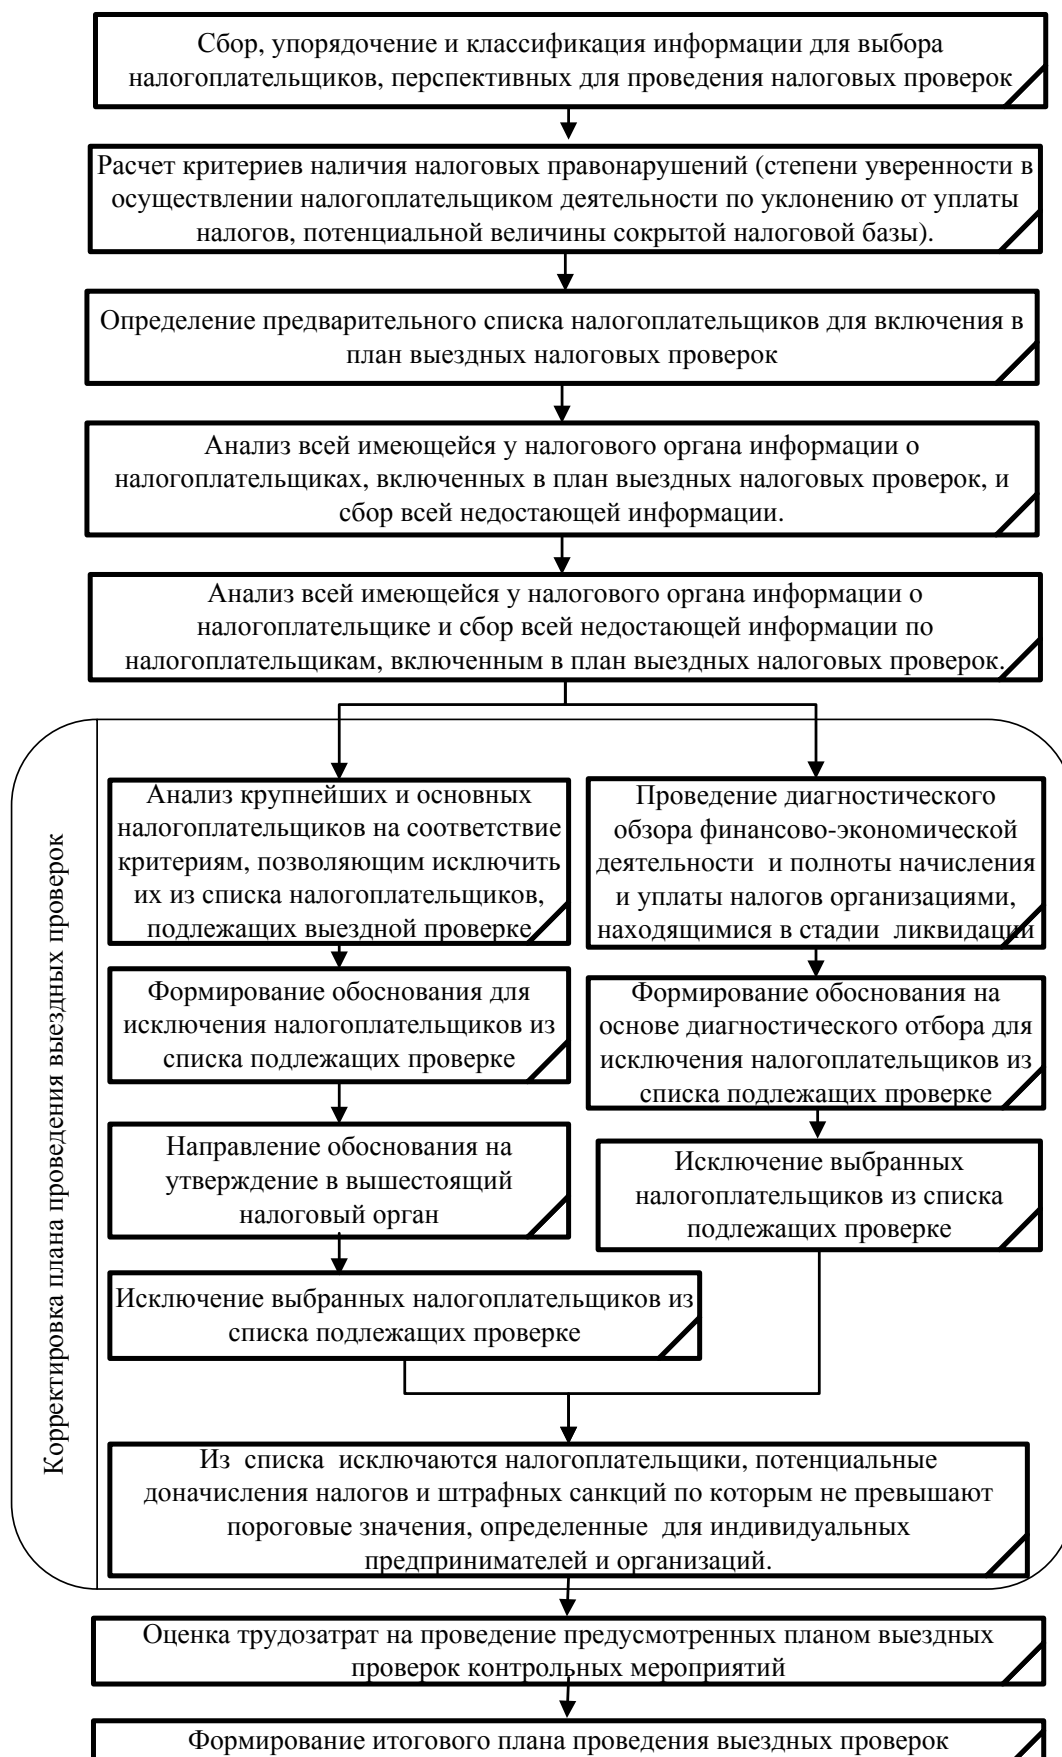 Сбор, упорядочение и классификация информации для выбора
налогоплательщиков, перспективных для проведения налоговых проверок
Расчет критериев наличия налоговых правонарушений (степени уверенности в
осуществлении налогоплательщиком деятельности по уклонению от уплаты
налогов, потенциальной величины сокрытой налоговой базы).
Определение предварительного списка налогоплательщиков для включения в
план выездных налоговых проверок
Анализ всей имеющейся у налогового органа информации о
налогоплательщиках, включенных в план выездных налоговых проверок, и
сбор всей недостающей информации.
Анализ всей имеющейся у налогового органа информации о
налогоплательщике и сбор всей недостающей информации по
налогоплательщикам, включенным в план выездных налоговых проверок.
Корректировка плана проведения выездных проверок
Анализ крупнейших и основных
налогоплательщиков на соответствие
критериям, позволяющим исключить
их из списка налогоплательщиков,
подлежащих выездной проверке
Формирование обоснования для
исключения налогоплательщиков из
списка подлежащих проверке
Направление обоснования на
утверждение в вышестоящий
налоговый орган
Исключение выбранных налогоплательщиков из
списка подлежащих проверке
Проведение диагностического
обзора финансово-экономической
деятельности и полноты начисления
и уплаты налогов организациями,
находящимися в стадии ликвидации
Формирование обоснования на
основе диагностического отбора для
исключения налогоплательщиков из
списка подлежащих проверке
Исключение выбранных
налогоплательщиков из списка
подлежащих проверке
Из списка исключаются налогоплательщики, потенциальные
доначисления налогов и штрафных санкций по которым не превышают
пороговые значения, определенные для индивидуальных
предпринимателей и организаций.
Оценка трудозатрат на проведение предусмотренных планом выездных
проверок контрольных мероприятий
Формирование итогового плана проведения выездных проверок